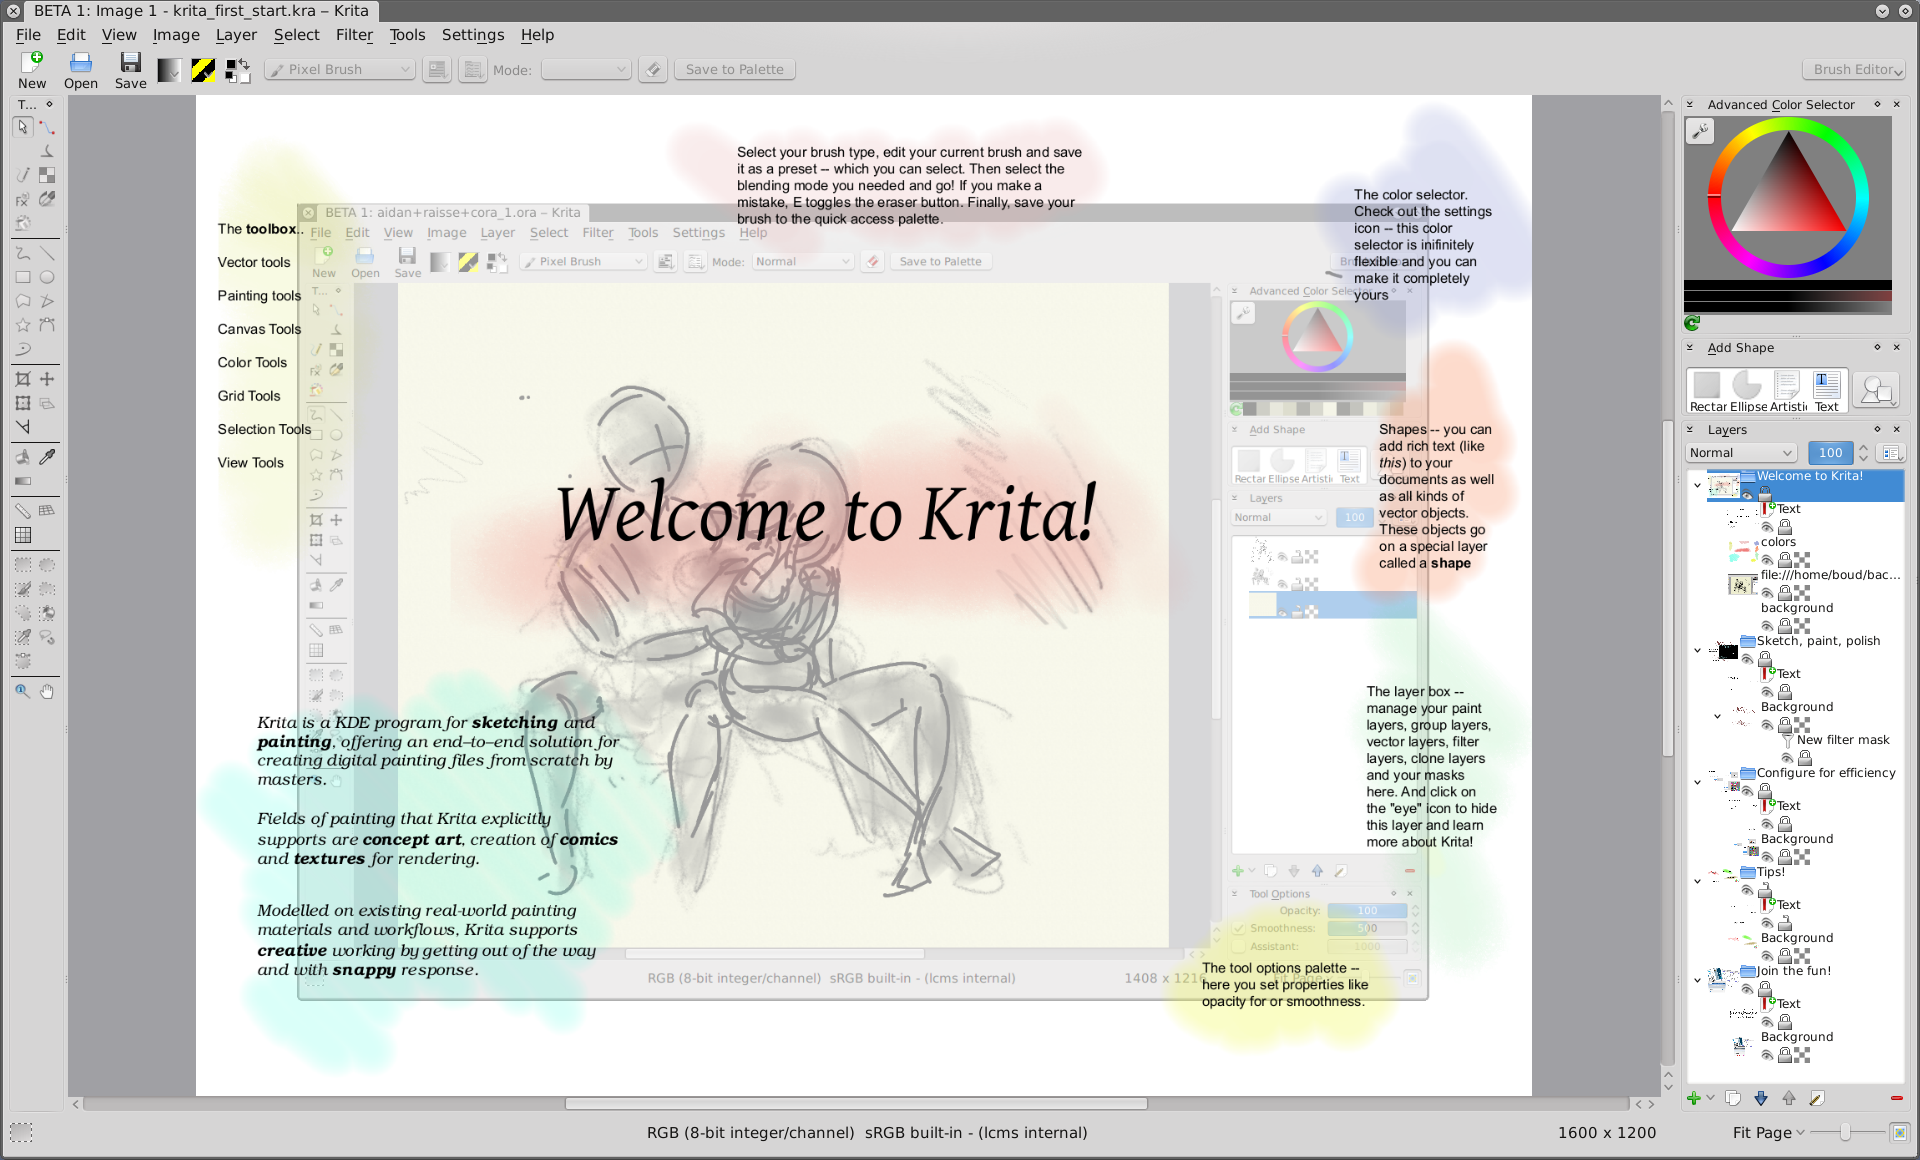 BETA 1: Image 1 - krita_first_start.kra – Krita
File Edit View Image Layer Select Filter Tools Settings Help
New Open Save Pixel Brush Mode: Save to Palette Brush Editor
T...
Select your brush type, edit your current brush and save
it as a preset -- which you can select. Then select the
blending mode you needed and go! If you make a
mistake, E toggles the eraser button. Finally, save your
brush to the quick access palette.
The color selector.
Check out the settings
icon -- this color
selector is inifinitely
flexible and you can
make it completely
yours
The toolbox..
Vector tools
Painting tools
Canvas Tools
Color Tools
Grid Tools
Selection Tools
View Tools
BETA 1: aidan+raisse+cora_1.ora – Krita
File Edit View Image Layer Select Filter Tools Settings Help
New Open Save Pixel Brush Mode: Normal Save to Palette
T...
Advanced Color Selector
Add Shape
Rectar Ellipse Artistic Text
Layers
Normal 100
Tool Options
Opacity: 100
Smoothness: 500
Assistant: 1000
RGB (8-bit integer/channel) sRGB built-in - (lcms internal)
1408 x 1216
Fit Page
Welcome to Krita!
Shapes -- you can
add rich text (like
this) to your
documents as well
as all kinds of
vector objects.
These objects go
on a special layer
called a shape
The layer box --
manage your paint
layers, group layers,
vector layers, filter
layers, clone layers
and your masks
here. And click on
the "eye" icon to hide
this layer and learn
more about Krita!
Krita is a KDE program for sketching and
painting, offering an end–to–end solution for
creating digital painting files from scratch by
masters.
Fields of painting that Krita explicitly
supports are concept art, creation of comics
and textures for rendering.
Modelled on existing real-world painting
materials and workflows, Krita supports
creative working by getting out of the way
and with snappy response.
The tool options palette --
here you set properties like
opacity for or smoothness.
Advanced Color Selector
Add Shape
Rectar Ellipse Artistic Text
Layers
Normal 100
Welcome to Krita!
Text
colors
file:///home/boud/bac...
background
Sketch, paint, polish
Text
Background
New filter mask
Configure for efficiency
Text
Background
Tips!
Text
Background
Join the fun!
Text
Background
RGB (8-bit integer/channel) sRGB built-in - (lcms internal)
1600 x 1200
Fit Page